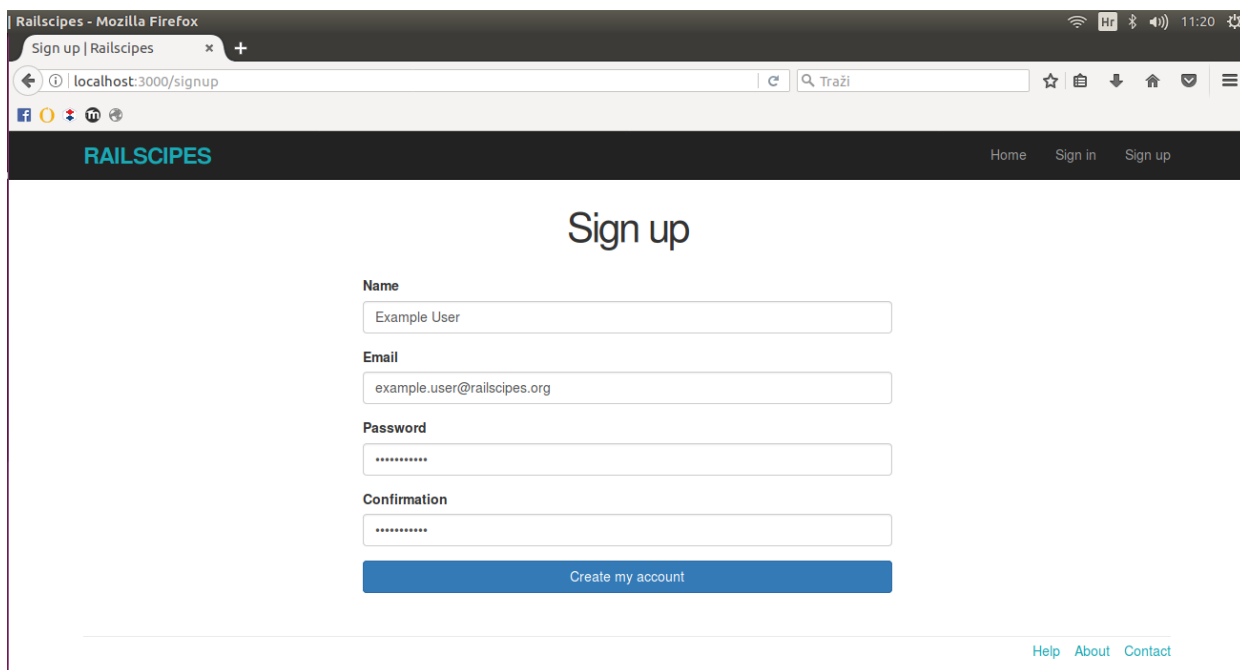 | Railscipes - Mozilla Firefox
Hr 11:20
Sign up | Railscipes × +
localhost:3000/signup Traži
f m
RAILSCIPES Home Sign in Sign up
Sign up
Name
Example User
Email
example.user@railscipes.org
Password
•••••••••••
Confirmation
•••••••••••
Create my account
Help About Contact